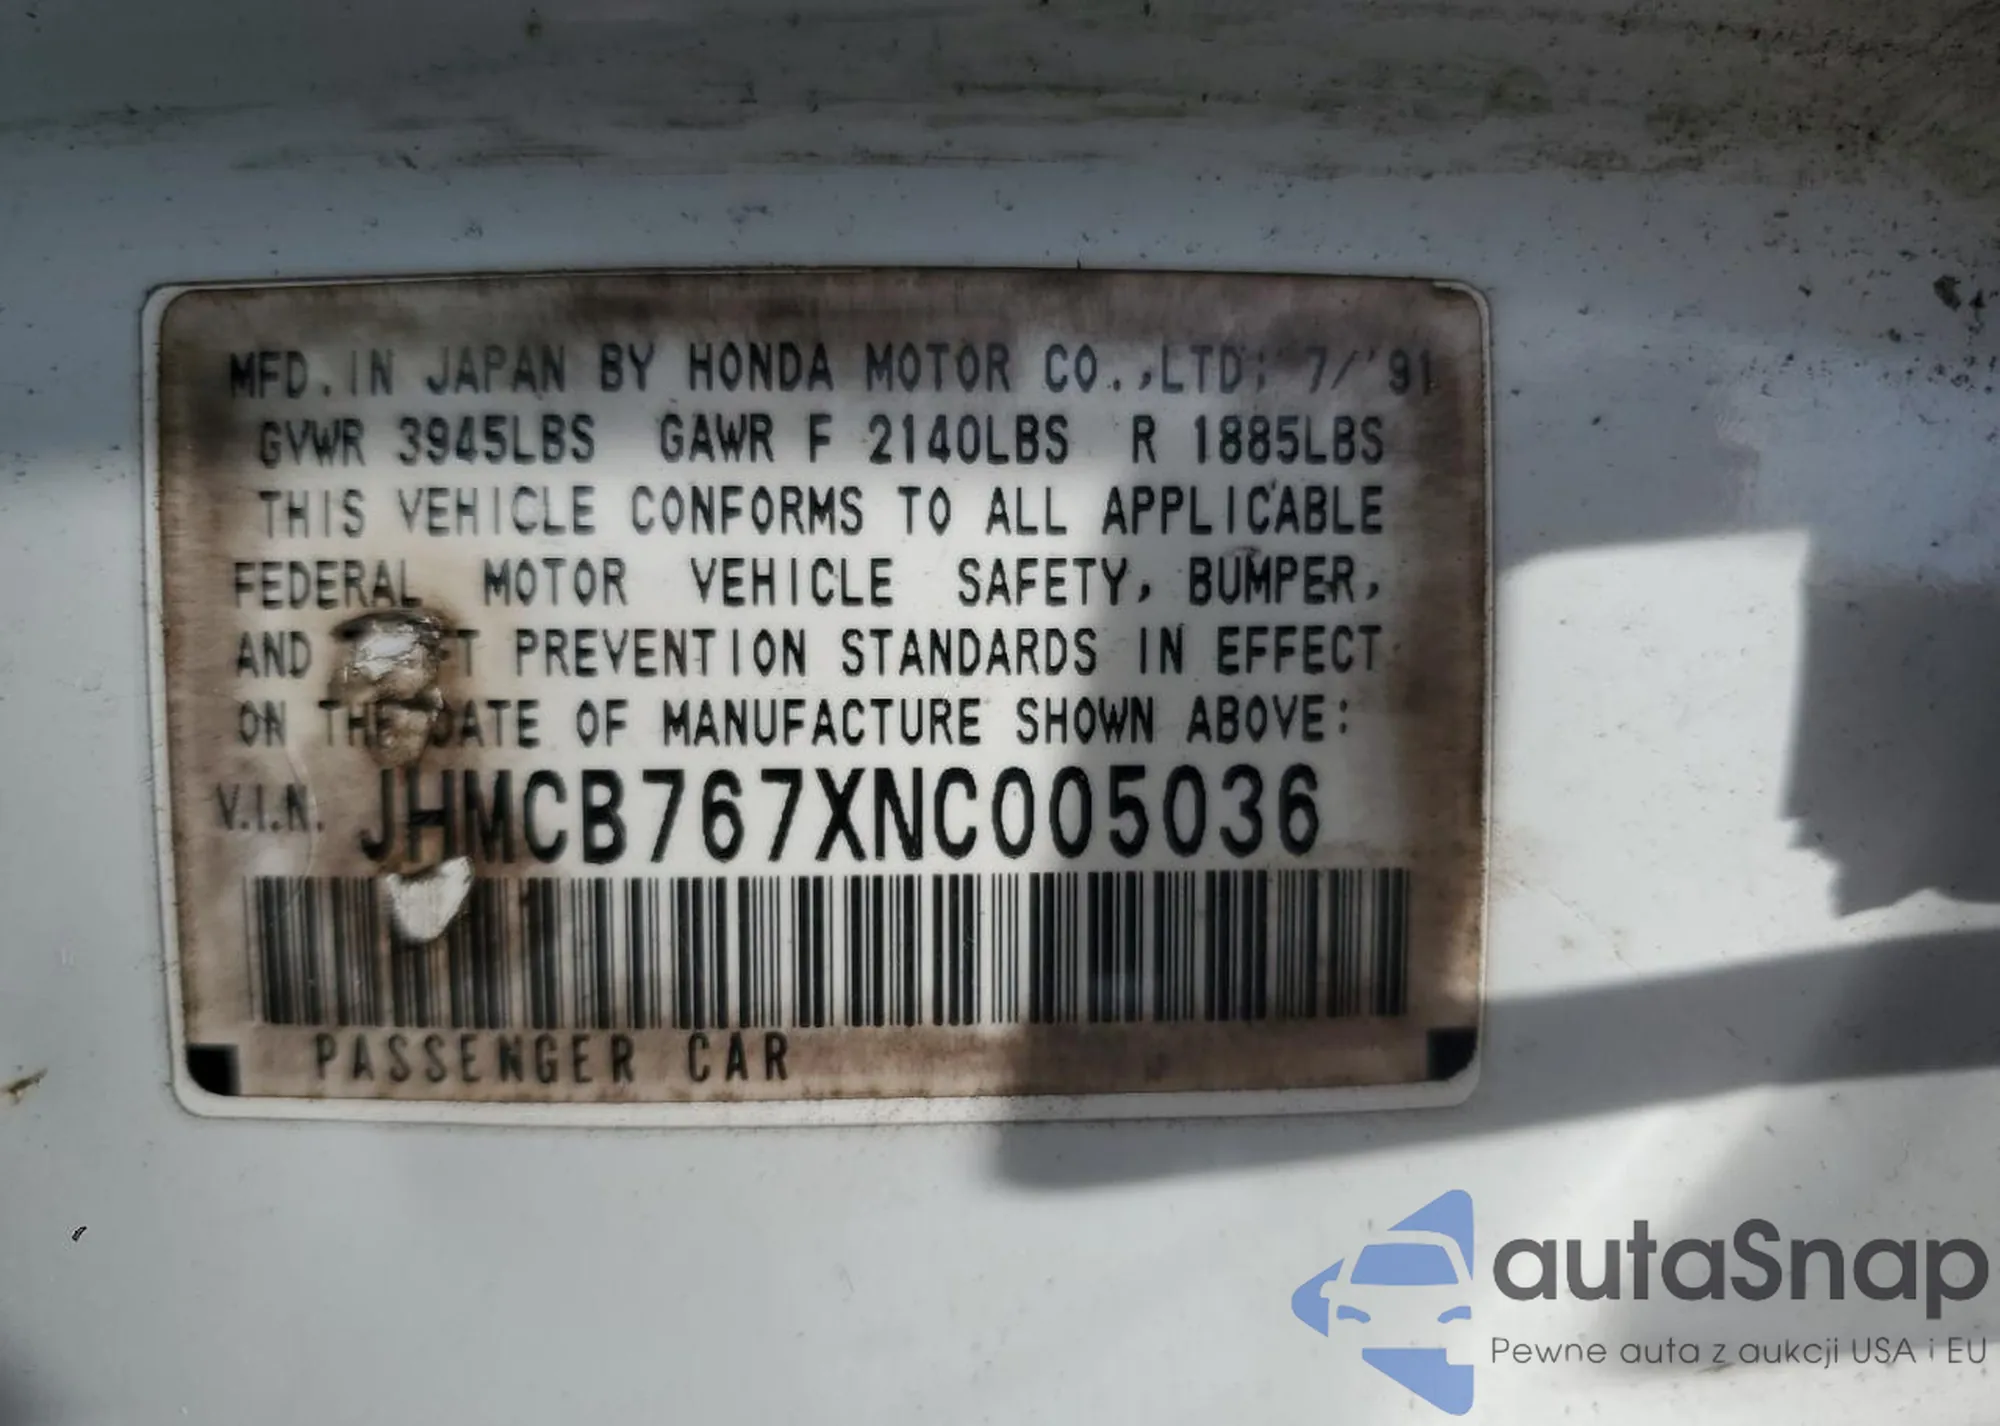 MFD. IN JAPAN BY HONDA MOTOR CO.,LTD; 7/'91
GVWR 3945LBS GAWR F 2140LBS R 1885LBS
THIS VEHICLE CONFORMS TO ALL APPLICABLE
FEDERAL MOTOR VEHICLE SAFETY, BUMPER,
AND PREVENTION STANDARDS IN EFFECT
ON THE DATE OF MANUFACTURE SHOWN ABOVE:
V.I.N. JHMCB767XNC005036
PASSENGER CAR
autaSnap
Pewne auta z aukcji USA i EU